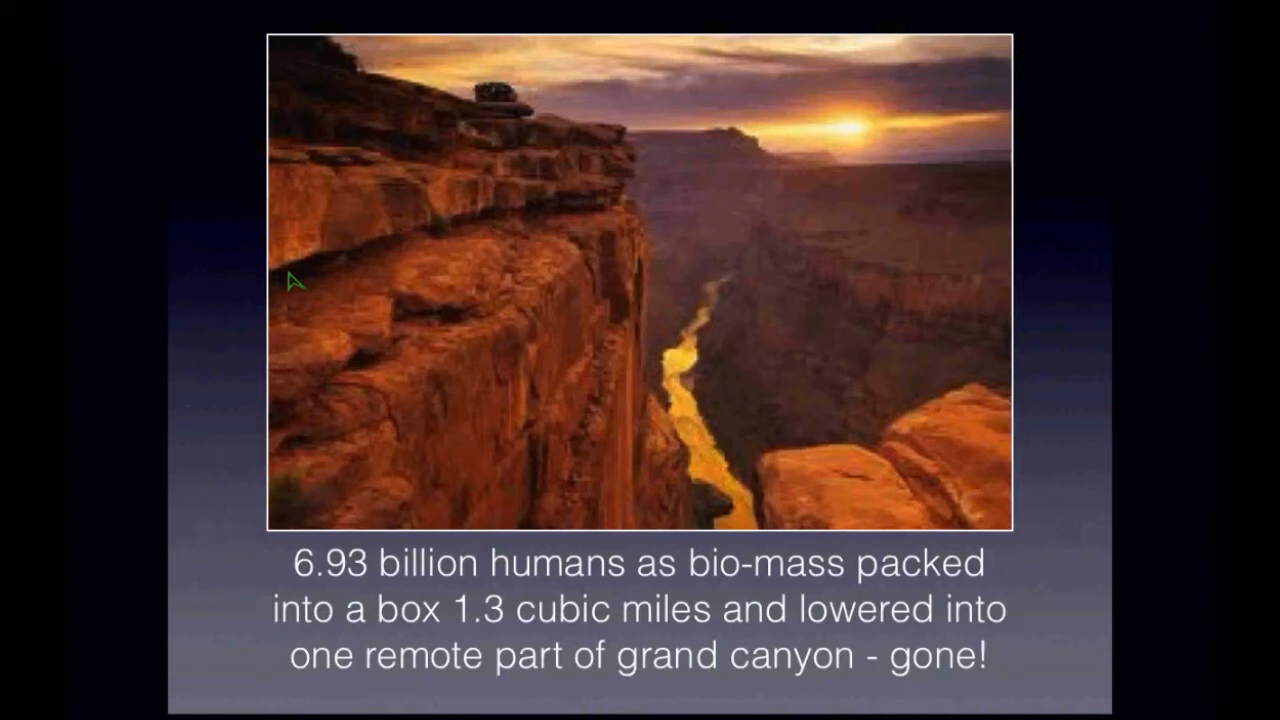 6.93 billion humans as bio-mass packed
into a box 1.3 cubic miles and lowered into
one remote part of grand canyon - gone!